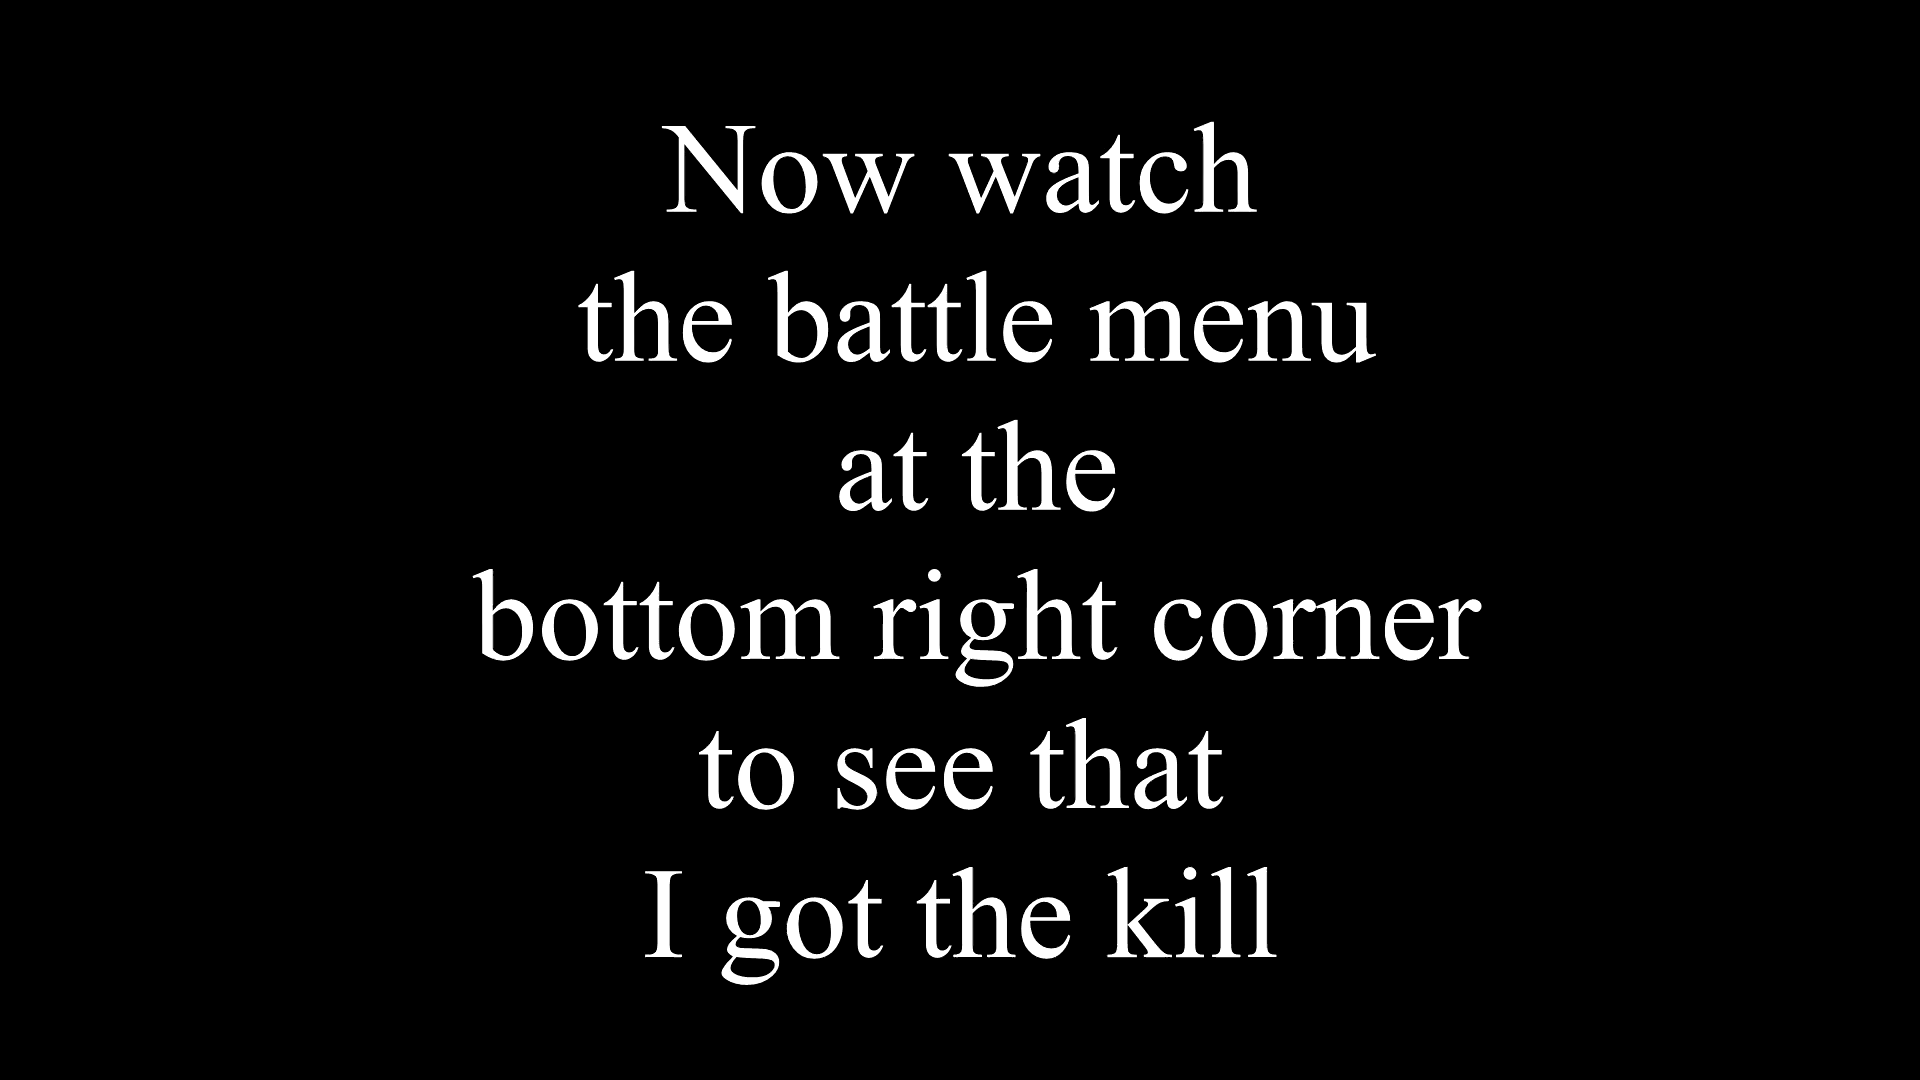 Now watch
the battle menu
at the
bottom right corner
to see that
I got the kill